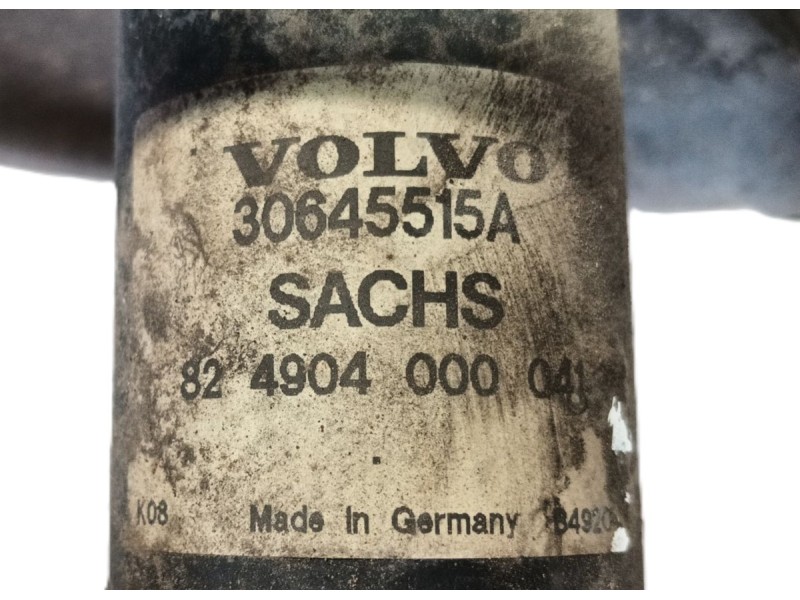 VOLVO
30645515A
SACHS
82 4904 000 041
K08 Made in Germany